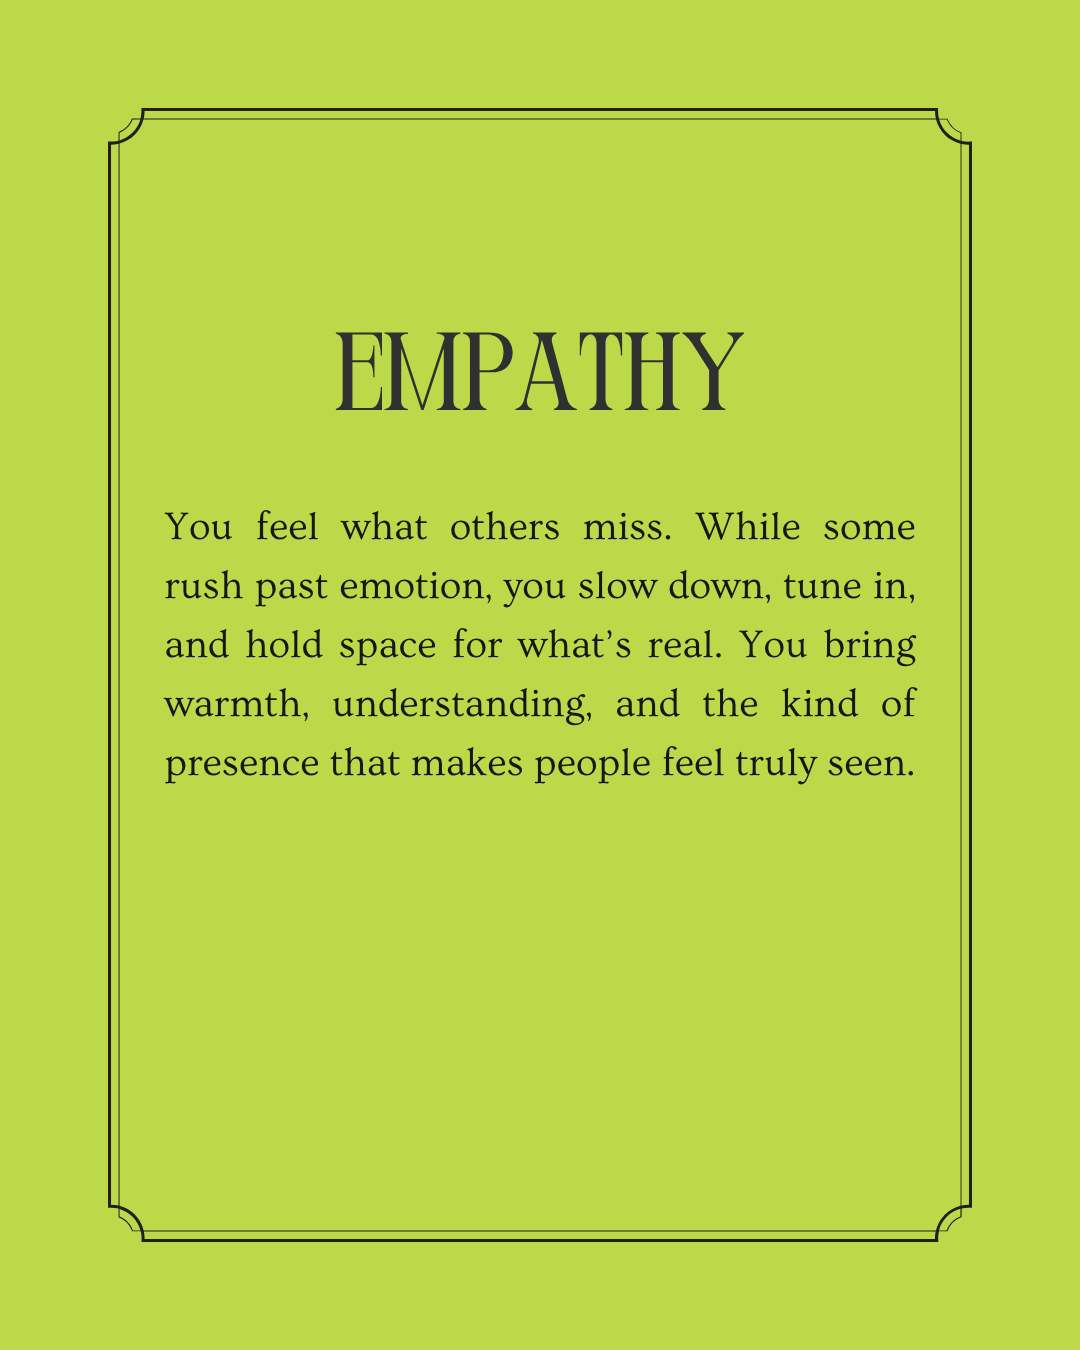 EMPATHY
You feel what others miss. While some
rush past emotion, you slow down, tune in,
and hold space for what’s real. You bring
warmth, understanding, and the kind of
presence that makes people feel truly seen.